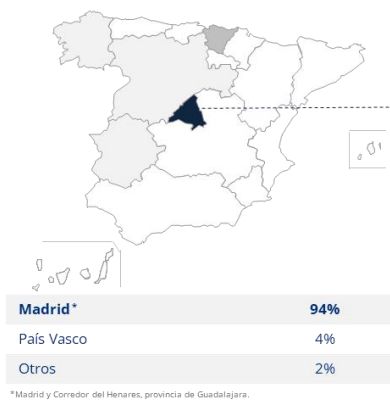 Madrid* 94%
País Vasco 4%
Otros 2%
*Madrid y Corredor del Henares, provincia de Guadalajara.